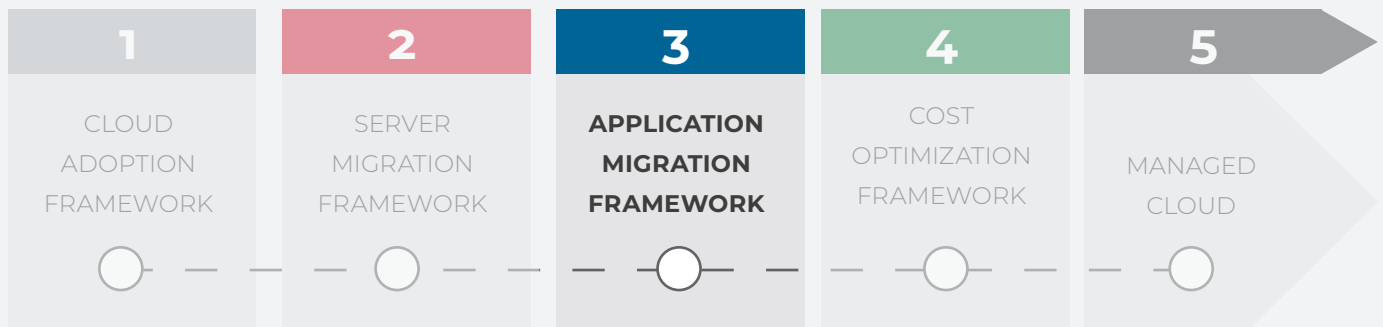 1
CLOUD
ADOPTION
FRAMEWORK
2
SERVER
MIGRATION
FRAMEWORK
3
APPLICATION
MIGRATION
FRAMEWORK
4
COST
OPTIMIZATION
FRAMEWORK
5
MANAGED
CLOUD